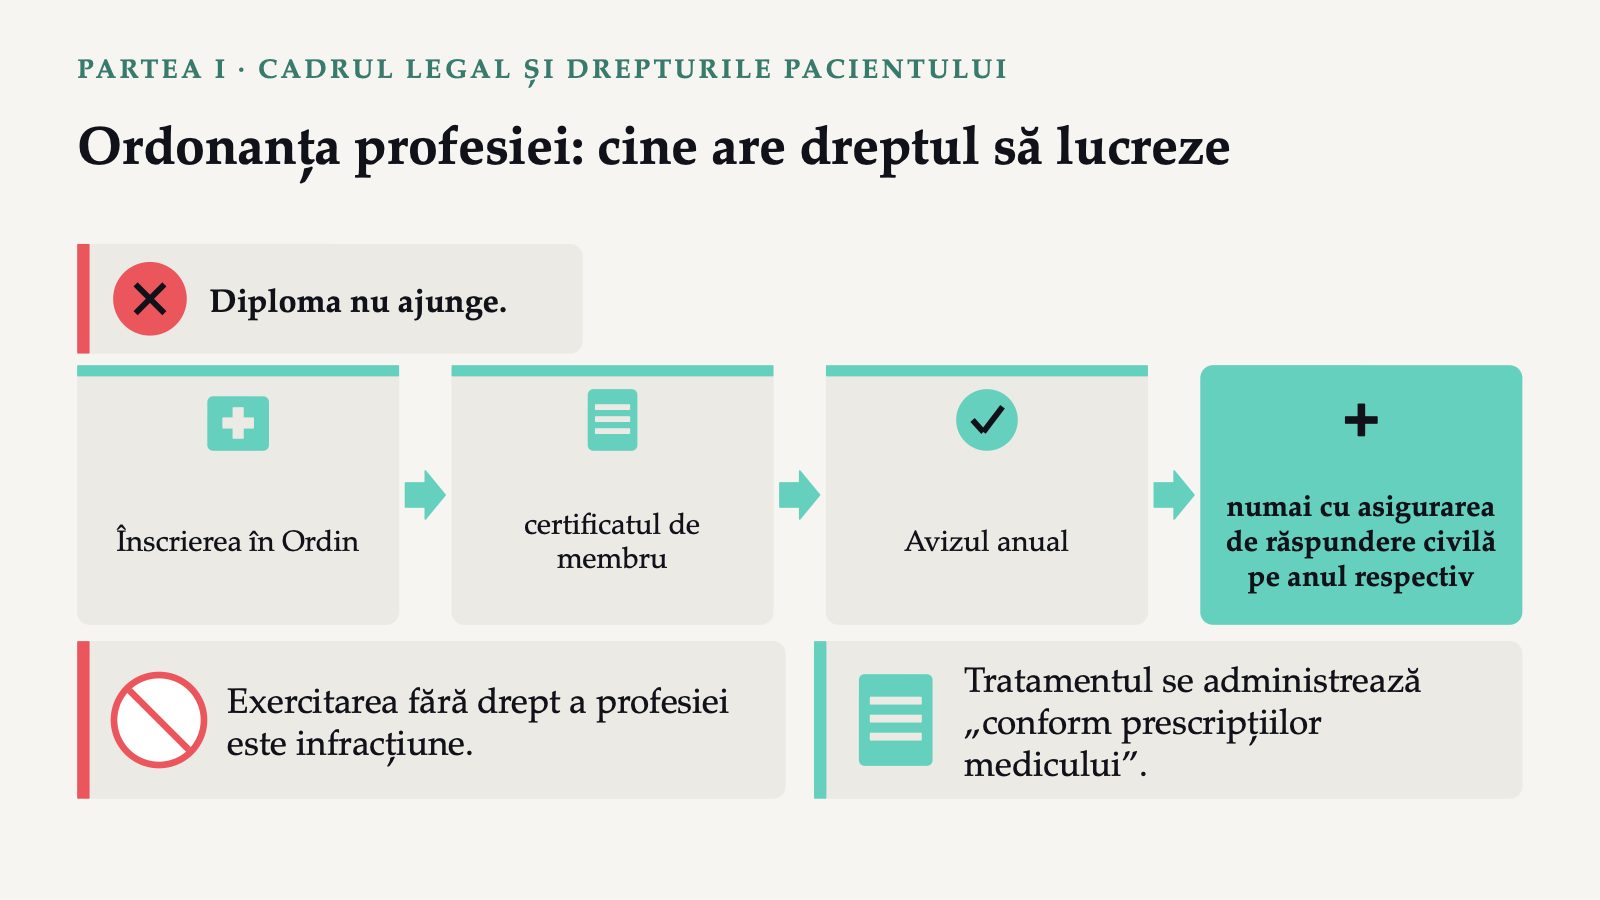 PARTEA I · CADRUL LEGAL ȘI DREPTURILE PACIENTULUI
Ordonanța profesiei: cine are dreptul să lucreze
Diploma nu ajunge.
Înscrierea în Ordin
certificatul de
membru
Avizul anual
numai cu asigurarea
de răspundere civilă
pe anul respectiv
Exercitarea fără drept a profesiei
este infracțiune.
Tratamentul se administrează
„conform prescripțiilor
medicului”.